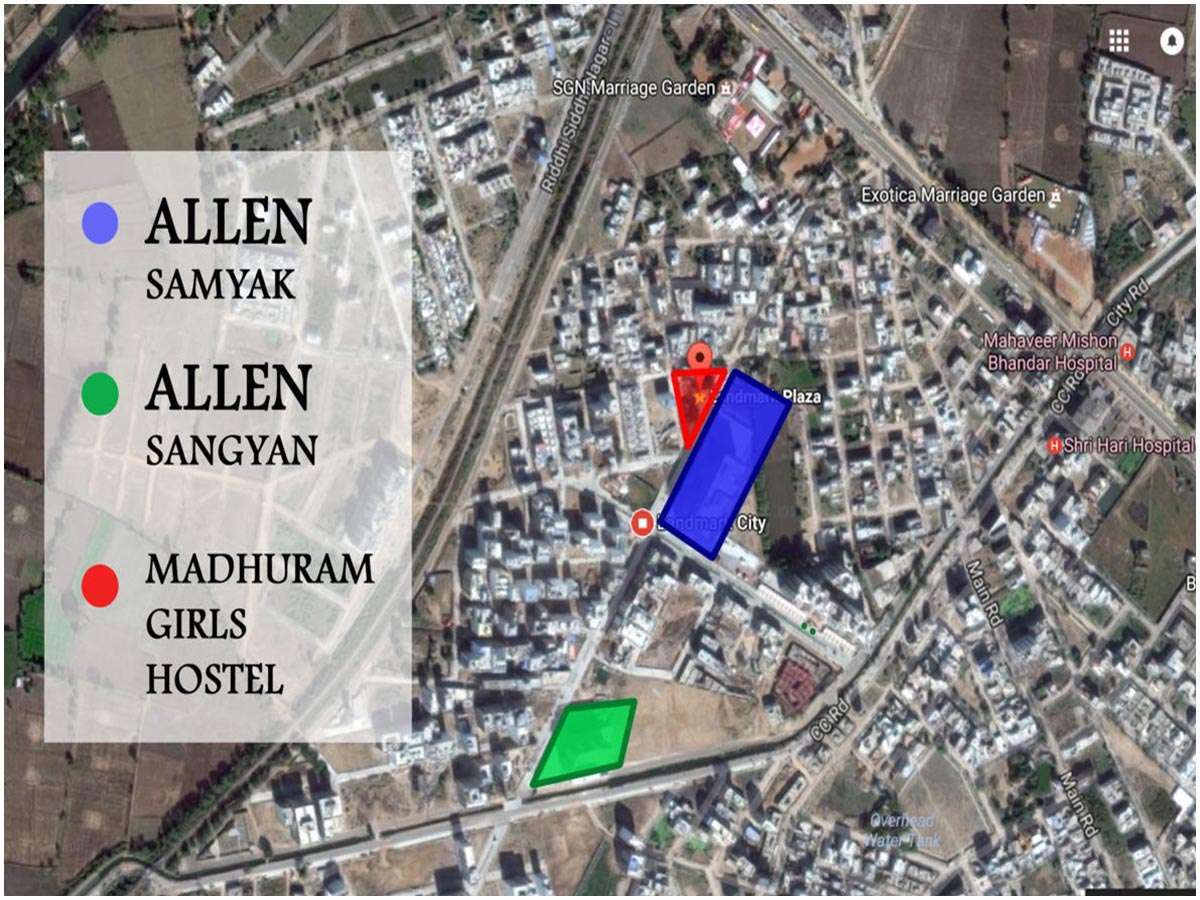 SGN Marriage Garden
Riddhi Siddhi Nagar-II
Exotica Marriage Garden
ALLEN
SAMYAK
ALLEN
SANGYAN
MADHURAM
GIRLS
HOSTEL
City Rd
Mahaveer Mishon
Bhandar Hospital
H
CC Rd
H Shri Hari Hospital
Landmark Plaza
Landmark City
B
Main Rd
CC Rd
Main Rd
Overhead
Water Tank